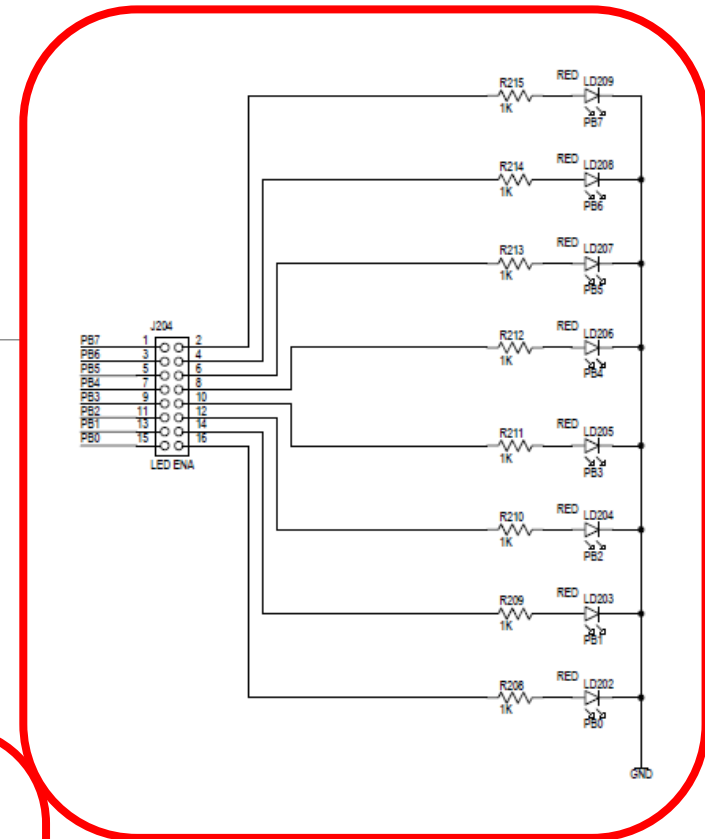 R215 RED LD209
1K PB7
R214 RED LD208
1K PB6
R213 RED LD207
1K PB5
R212 RED LD206
1K PB4
J204
PB7 1 2
PB6 3 4
PB5 5 6
PB4 7 8
PB3 9 10
PB2 11 12
PB1 13 14
PB0 15 16
LED ENA
R211 RED LD205
1K PB3
R210 RED LD204
1K PB2
R209 RED LD203
1K PB1
R208 RED LD202
1K PB0
GND